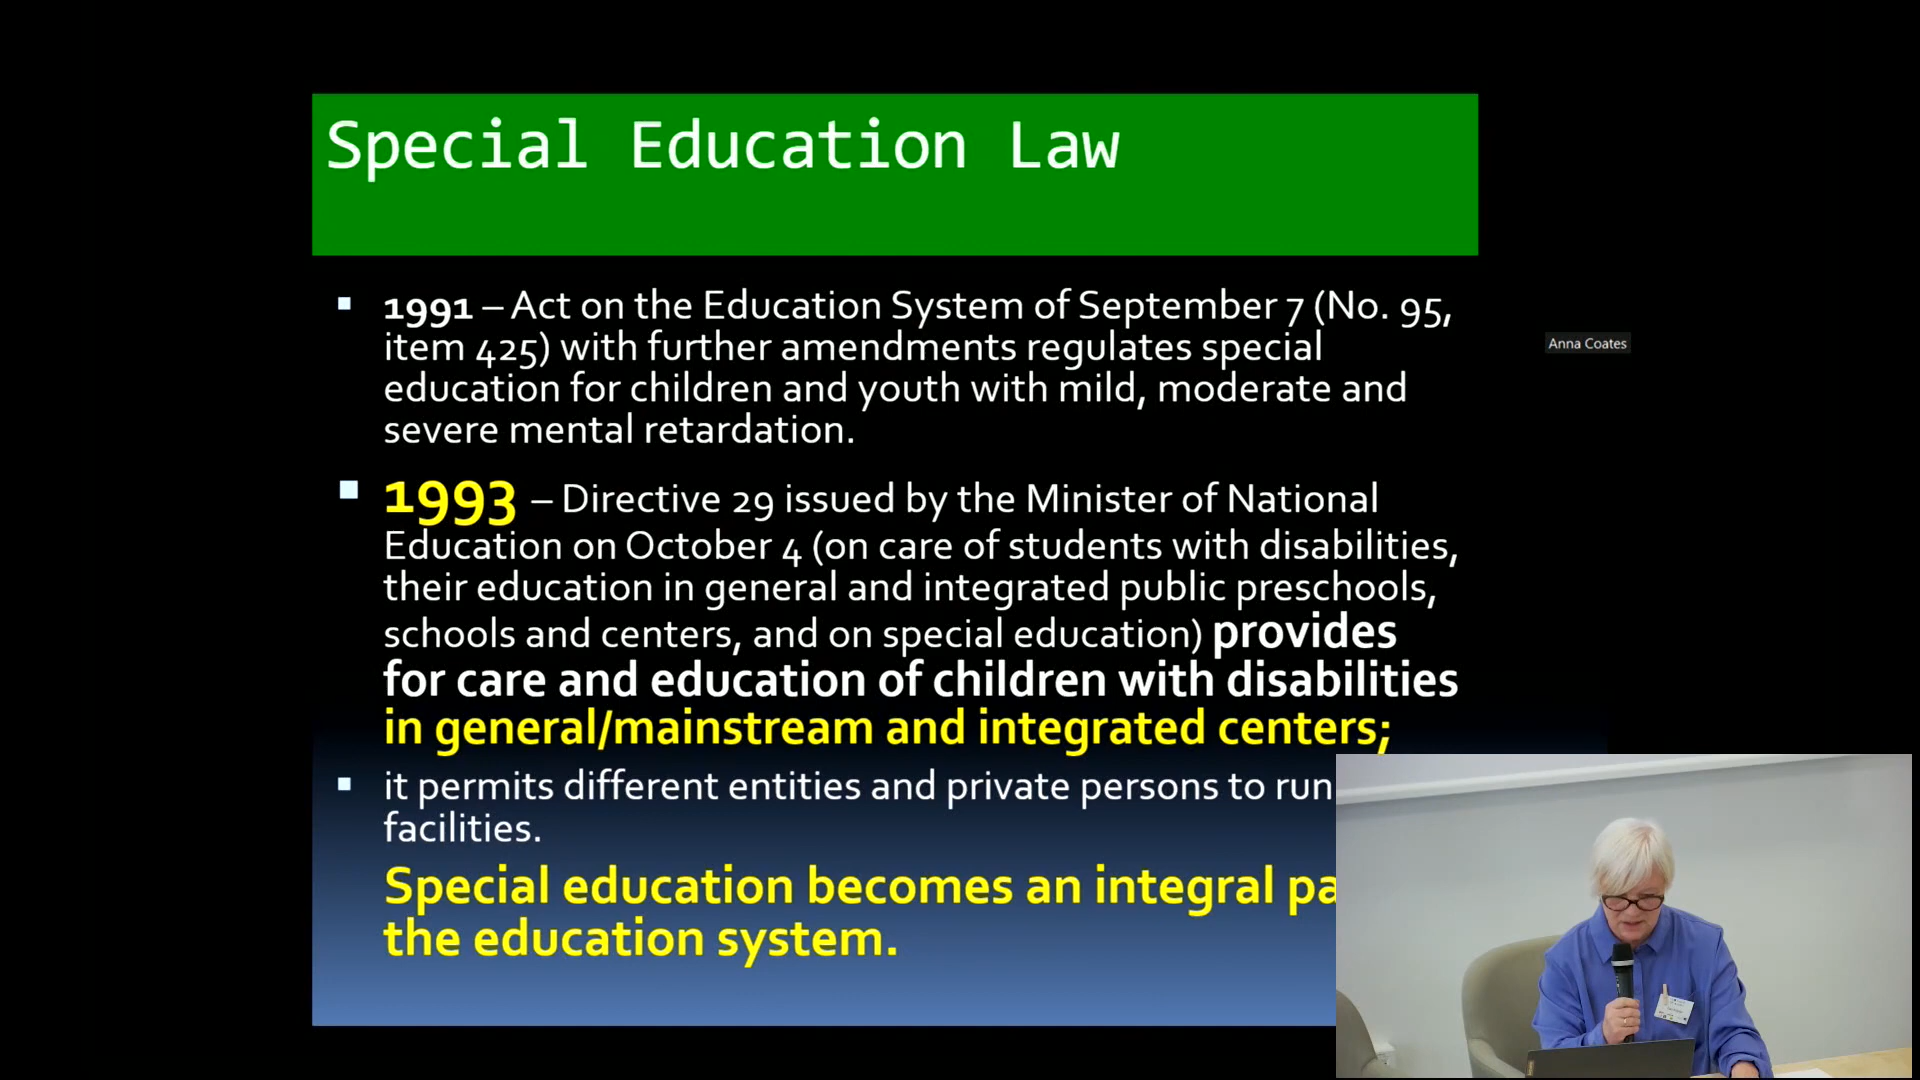 Special Education Law
1991 – Act on the Education System of September 7 (No. 95,
item 425) with further amendments regulates special
education for children and youth with mild, moderate and
severe mental retardation.
1993 – Directive 29 issued by the Minister of National
Education on October 4 (on care of students with disabilities,
their education in general and integrated public preschools,
schools and centers, and on special education) provides
for care and education of children with disabilities
in general/mainstream and integrated centers;
it permits different entities and private persons to run
facilities.
Special education becomes an integral pa
the education system.
Anna Coates